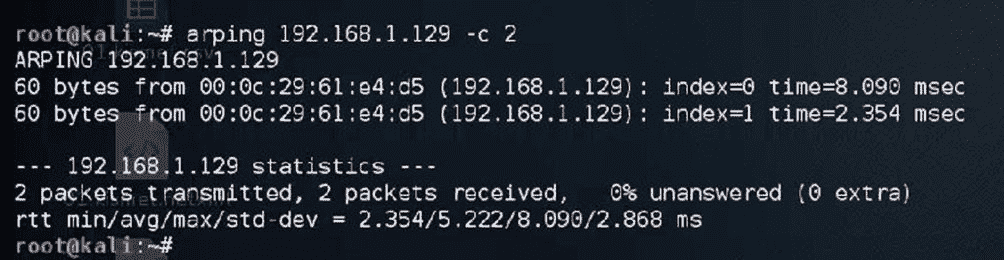 root@kali:~# arping 192.168.1.129 -c 2
ARPING 192.168.1.129
60 bytes from 00:0c:29:61:e4:d5 (192.168.1.129): index=0 time=8.090 msec
60 bytes from 00:0c:29:61:e4:d5 (192.168.1.129): index=1 time=2.354 msec
--- 192.168.1.129 statistics ---
2 packets transmitted, 2 packets received,   0% unanswered (0 extra)
rtt min/avg/max/std-dev = 2.354/5.222/8.090/2.868 ms
root@kali:~#